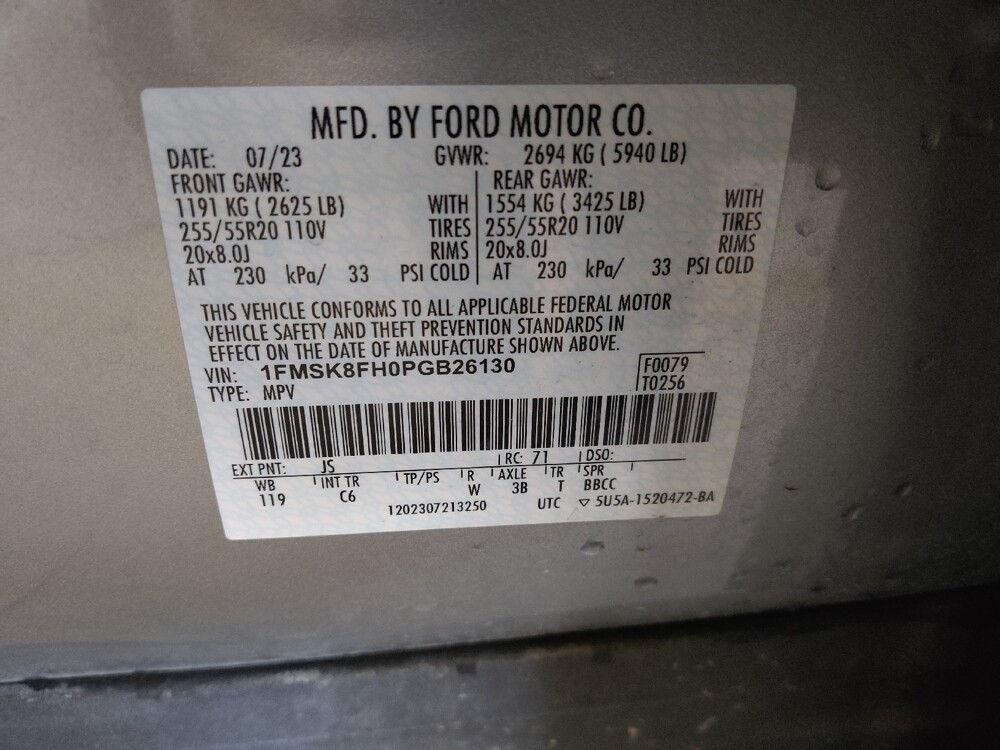 MFD. BY FORD MOTOR CO.
DATE: 07/23 GVWR: 2694 KG ( 5940 LB)
FRONT GAWR: REAR GAWR:
1191 KG ( 2625 LB) WITH 1554 KG ( 3425 LB) WITH
255/55R20 110V TIRES 255/55R20 110V TIRES
20x8.0J RIMS 20x8.0J RIMS
AT 230 kPa/ 33 PSI COLD AT 230 kPa/ 33 PSI COLD
THIS VEHICLE CONFORMS TO ALL APPLICABLE FEDERAL MOTOR
VEHICLE SAFETY AND THEFT PREVENTION STANDARDS IN
EFFECT ON THE DATE OF MANUFACTURE SHOWN ABOVE.
VIN: 1FMSK8FH0PGB26130 F0079
TYPE: MPV T0256
EXT PNT: JS RC: 71 DSO:
WB INT TR TP/PS R AXLE TR SPR
119 C6 W 3B T BBCC
1202307213250 UTC ▽ 5U5A-1520472-BA